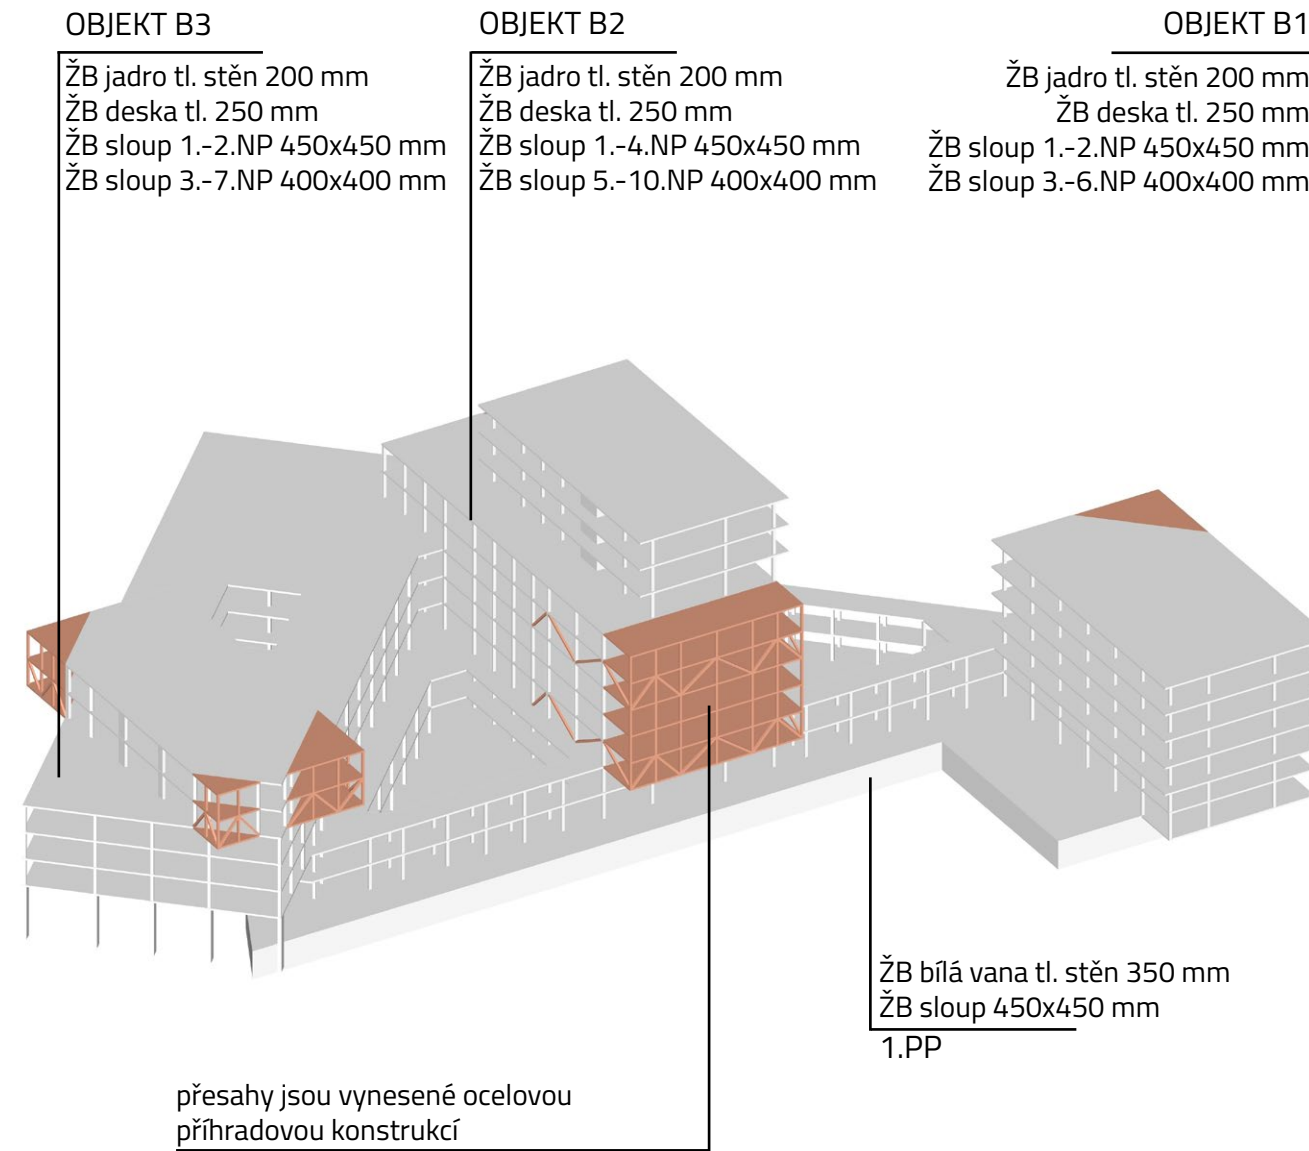 OBJEKT B3
ŽB jadro tl. stěn 200 mm
ŽB deska tl. 250 mm
ŽB sloup 1.-2.NP 450x450 mm
ŽB sloup 3.-7.NP 400x400 mm
OBJEKT B2
ŽB jadro tl. stěn 200 mm
ŽB deska tl. 250 mm
ŽB sloup 1.-4.NP 450x450 mm
ŽB sloup 5.-10.NP 400x400 mm
OBJEKT B1
ŽB jadro tl. stěn 200 mm
ŽB deska tl. 250 mm
ŽB sloup 1.-2.NP 450x450 mm
ŽB sloup 3.-6.NP 400x400 mm
ŽB bílá vana tl. stěn 350 mm
ŽB sloup 450x450 mm
1.PP
přesahy jsou vynesené ocelovou
příhradovou konstrukcí